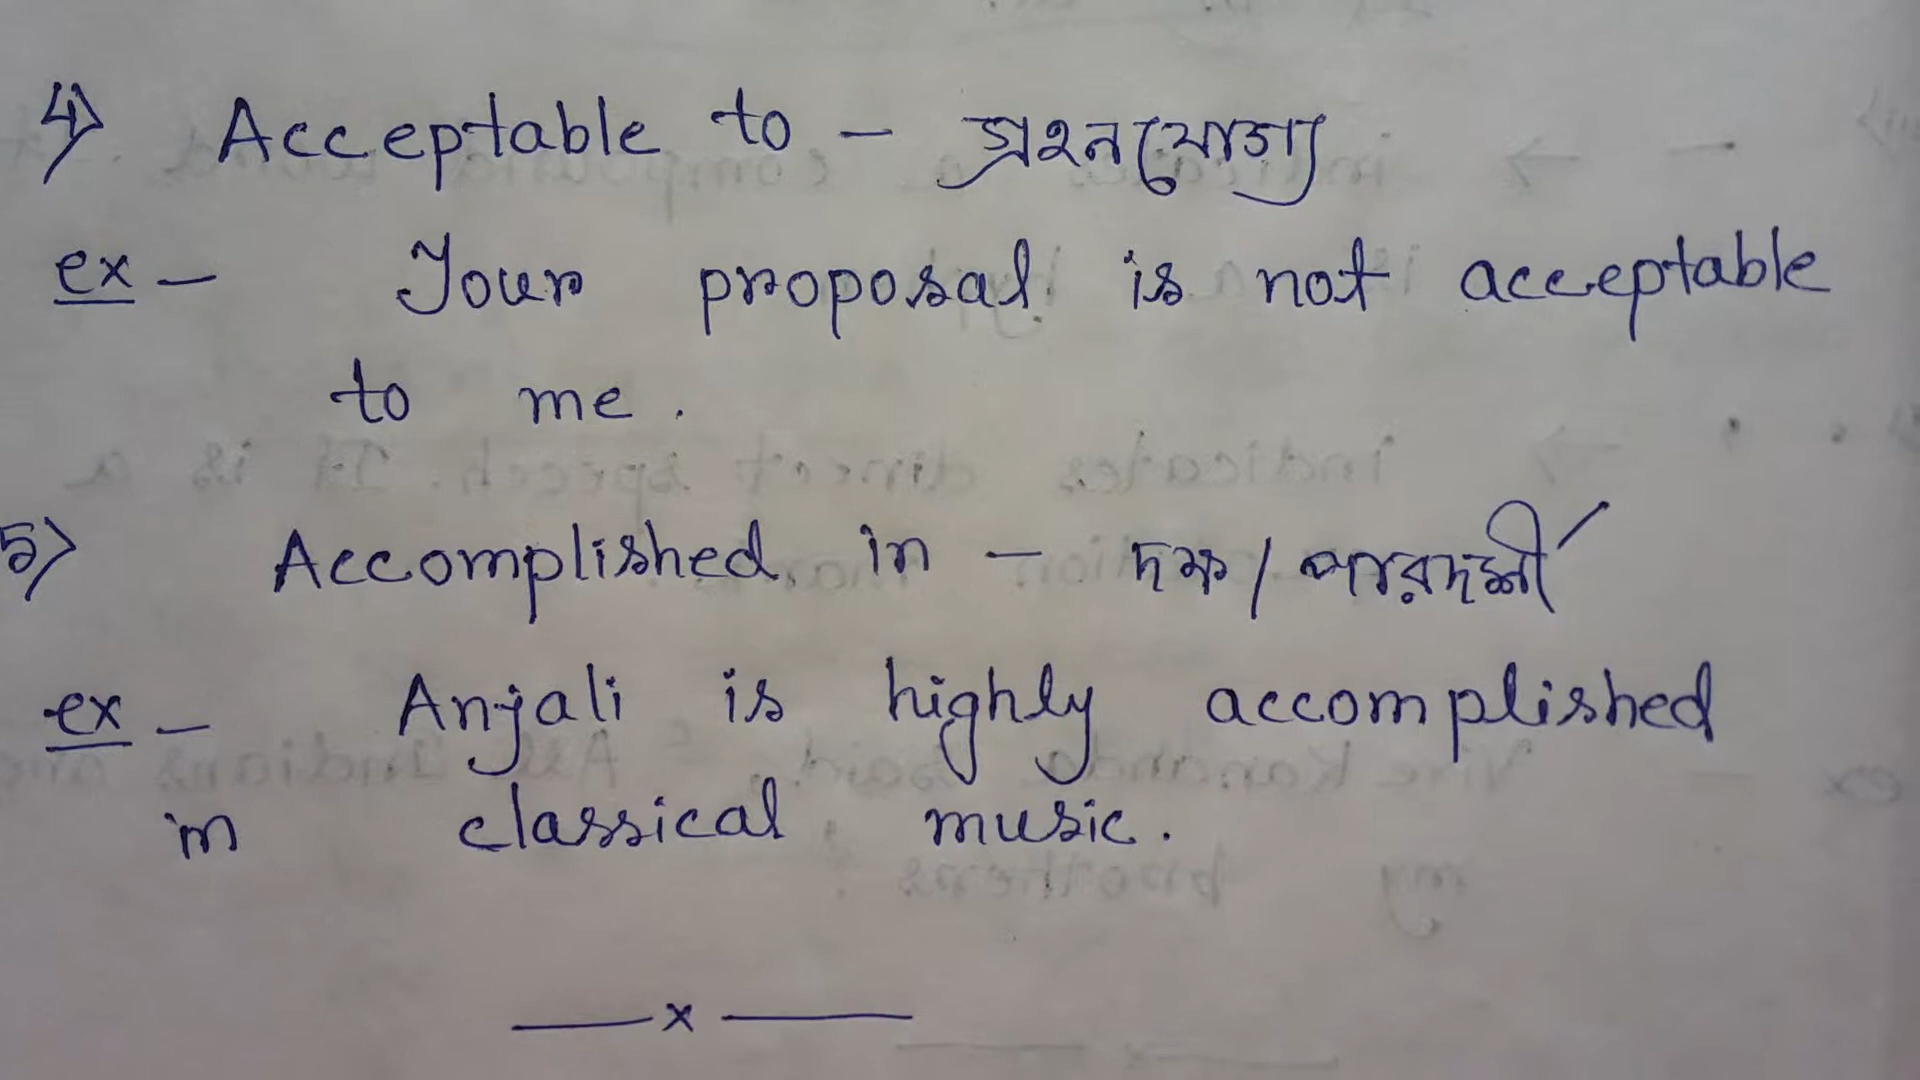 4) Acceptable to – গ্রহনযোগ্য
ex – Your proposal is not acceptable
to me.
5) Accomplished in – দক্ষ / পারদর্শী
ex – Anjali is highly accomplished
in classical music.
—— x ——